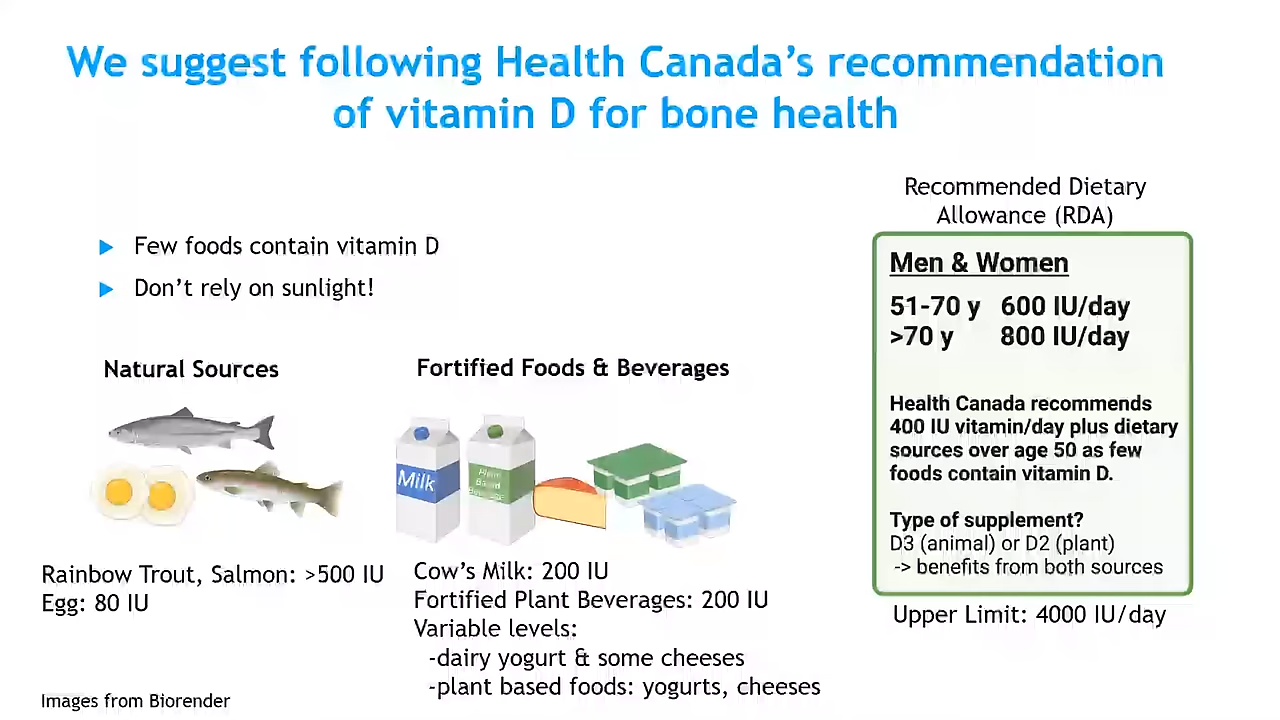 We suggest following Health Canada’s recommendation
of vitamin D for bone health
Few foods contain vitamin D
Don’t rely on sunlight!
Natural Sources
Rainbow Trout, Salmon: >500 IU
Egg: 80 IU
Fortified Foods & Beverages
Milk
Plant
Based
Beverage
Cow’s Milk: 200 IU
Fortified Plant Beverages: 200 IU
Variable levels:
-dairy yogurt & some cheeses
-plant based foods: yogurts, cheeses
Recommended Dietary
Allowance (RDA)
Men & Women
51-70 y 600 IU/day
>70 y 800 IU/day
Health Canada recommends
400 IU vitamin/day plus dietary
sources over age 50 as few
foods contain vitamin D.
Type of supplement?
D3 (animal) or D2 (plant)
-> benefits from both sources
Upper Limit: 4000 IU/day
Images from Biorender